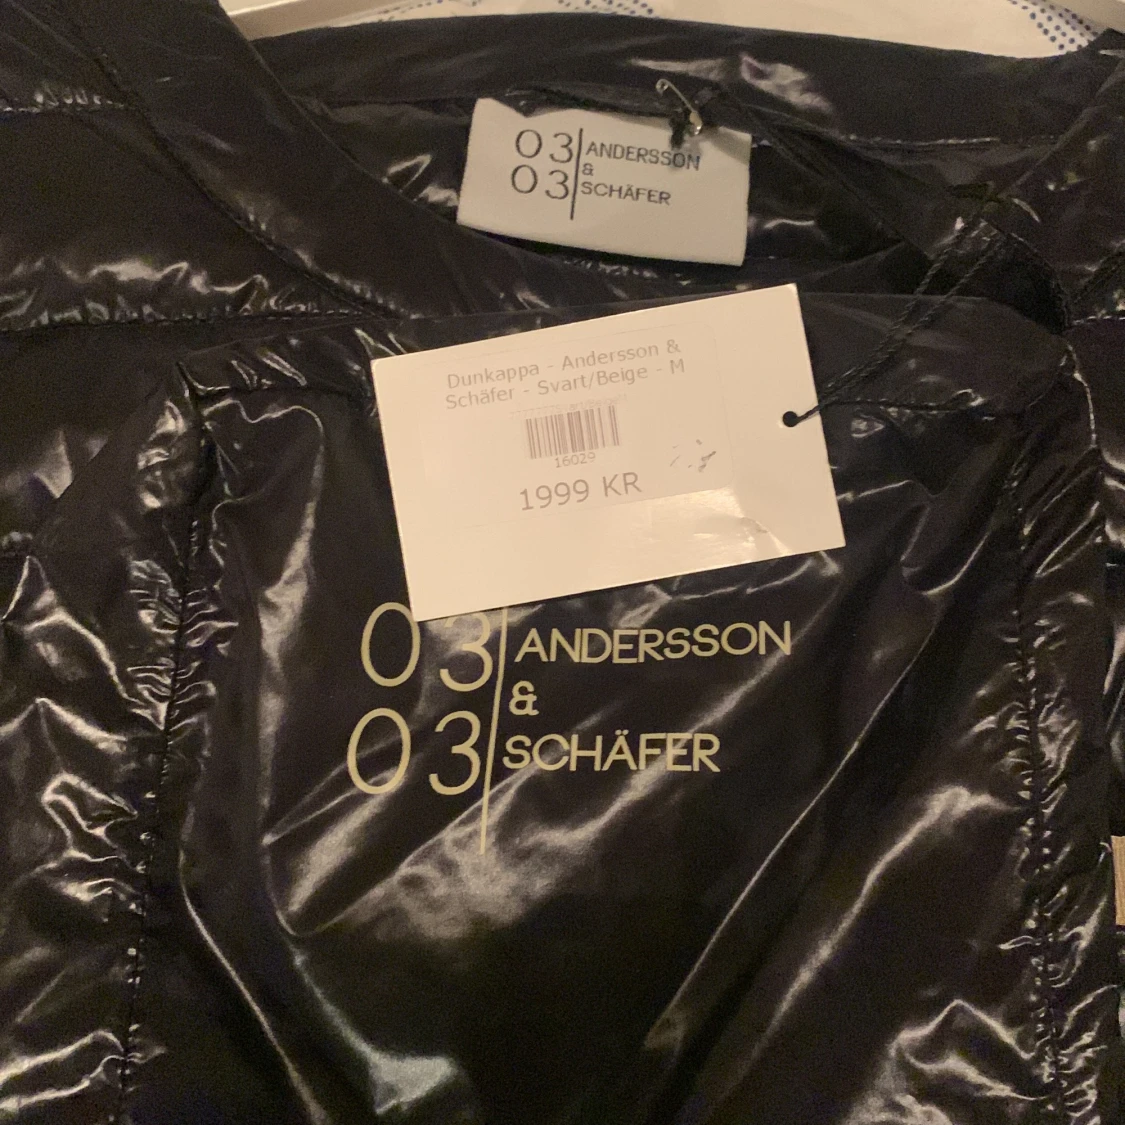 03
03
ANDERSSON
&
SCHÄFER
Dunkappa - Andersson &
Schäfer - Svart/Beige - M
16029
1999 KR
03
03
ANDERSSON
&
SCHÄFER